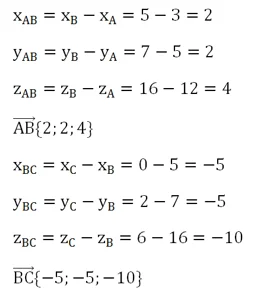 x_AB = x_B − x_A = 5 − 3 = 2
y_AB = y_B − y_A = 7 − 5 = 2
z_AB = z_B − z_A = 16 − 12 = 4
\overrightarrow{AB}{2; 2; 4}
x_BC = x_C − x_B = 0 − 5 = −5
y_BC = y_C − y_B = 2 − 7 = −5
z_BC = z_C − z_B = 6 − 16 = −10
\overrightarrow{BC}{−5; −5; −10}